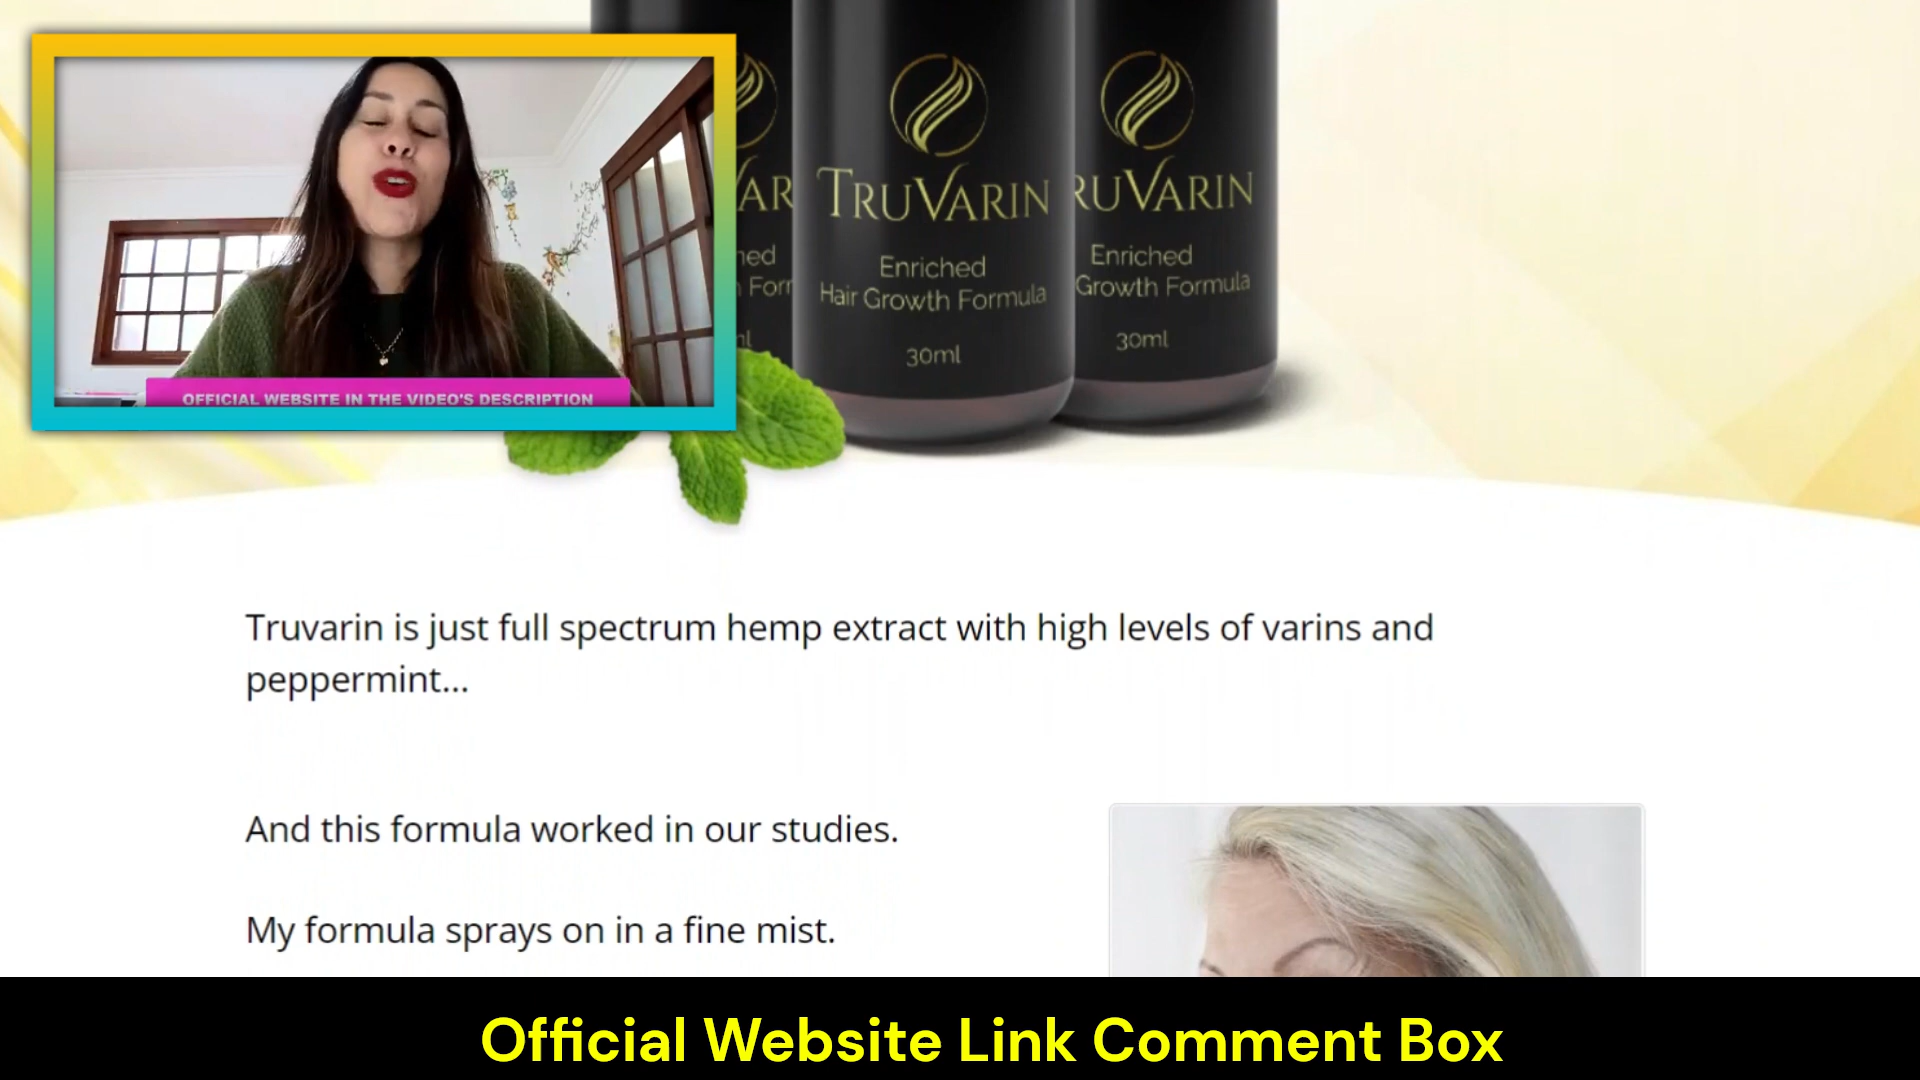 TRUVARIN
Enriched
Hair Growth Formula
30ml
RUVARIN
Enriched
Growth Formula
30ml
OFFICIAL WEBSITE IN THE VIDEO'S DESCRIPTION
Truvarin is just full spectrum hemp extract with high levels of varins and
peppermint...
And this formula worked in our studies.
My formula sprays on in a fine mist.
Official Website Link Comment Box